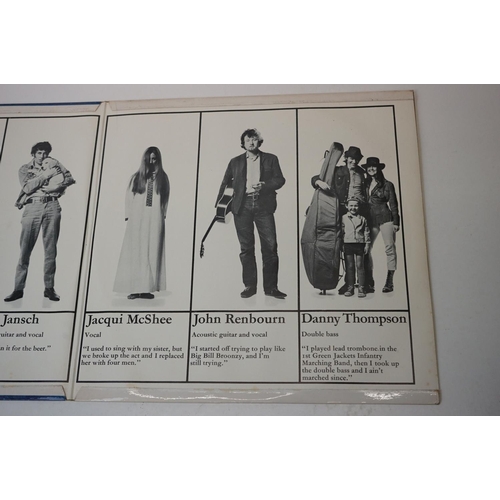 Jansch
guitar and vocal
it for the beer."
Jacqui McShee
Vocal
"I used to sing with my sister, but
we broke up the act and I replaced
her with four men."
John Renbourn
Acoustic guitar and vocal
"I started off trying to play like
Big Bill Broonzy, and I'm
still trying."
Danny Thompson
Double bass
"I played lead trombone.in the
1st Green Jackets Infantry
Marching Band, then I took up
the double bass and I ain't
marched since."